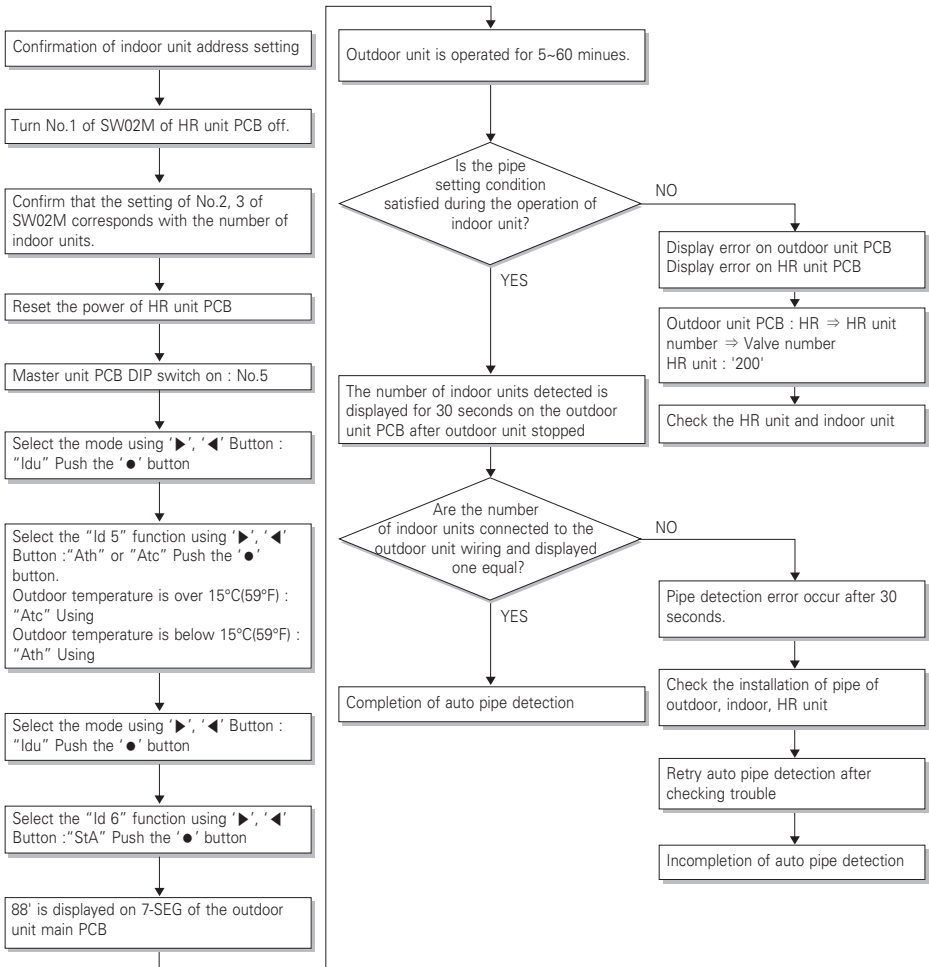 Confirmation of indoor unit address setting
Turn No.1 of SW02M of HR unit PCB off.
Confirm that the setting of No.2, 3 of
SW02M corresponds with the number of
indoor units.
Reset the power of HR unit PCB
Master unit PCB DIP switch on : No.5
Select the mode using ‘▶’, ‘◀’ Button :
“Idu” Push the ‘●’ button
Select the “Id 5” function using ‘▶’, ‘◀’
Button :“Ath” or “Atc” Push the ‘●’
button.
Outdoor temperature is over 15°C(59°F) :
“Atc” Using
Outdoor temperature is below 15°C(59°F) :
“Ath” Using
Select the mode using ‘▶’, ‘◀’ Button :
“Idu” Push the ‘●’ button
Select the “Id 6” function using ‘▶’, ‘◀’
Button :“StA” Push the ‘●’ button
88' is displayed on 7-SEG of the outdoor
unit main PCB
Outdoor unit is operated for 5~60 minues.
Is the pipe
setting condition
satisfied during the operation of
indoor unit?
NO
YES
Display error on outdoor unit PCB
Display error on HR unit PCB
Outdoor unit PCB : HR ⇒ HR unit
number ⇒ Valve number
HR unit : '200'
Check the HR unit and indoor unit
The number of indoor units detected is
displayed for 30 seconds on the outdoor
unit PCB after outdoor unit stopped
Are the number
of indoor units connected to the
outdoor unit wiring and displayed
one equal?
NO
YES
Pipe detection error occur after 30
seconds.
Check the installation of pipe of
outdoor, indoor, HR unit
Retry auto pipe detection after
checking trouble
Incompletion of auto pipe detection
Completion of auto pipe detection